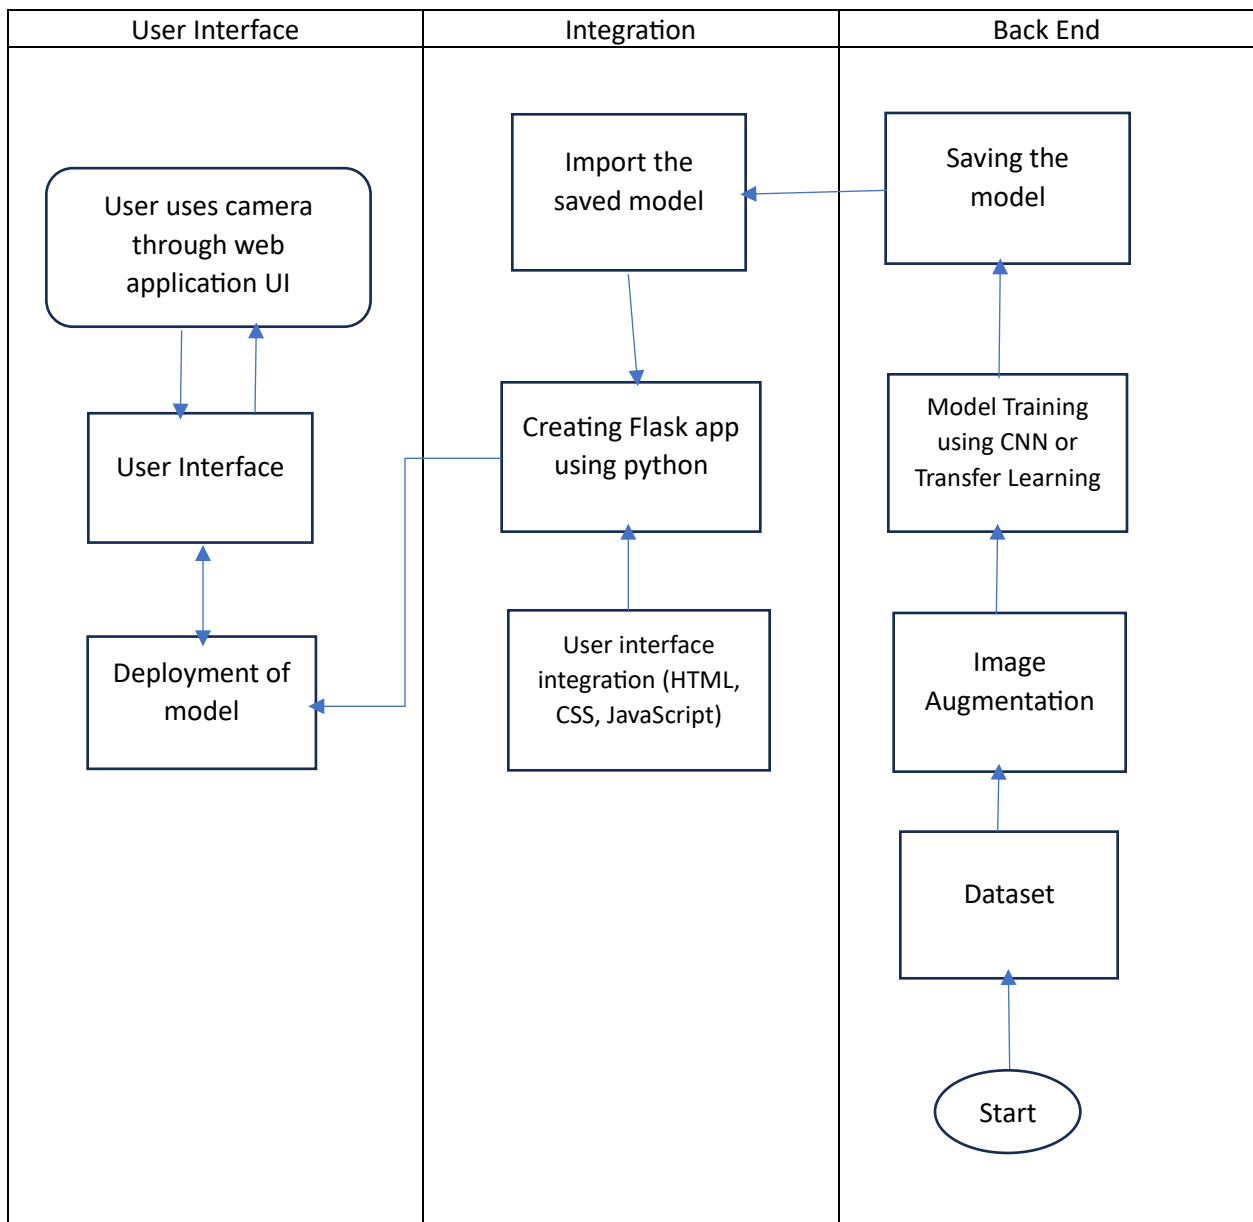 User Interface
Integration
Back End
User uses camera
through web
application UI
User Interface
Deployment of
model
Import the
saved model
Creating Flask app
using python
User interface
integration (HTML,
CSS, JavaScript)
Saving the
model
Model Training
using CNN or
Transfer Learning
Image
Augmentation
Dataset
Start